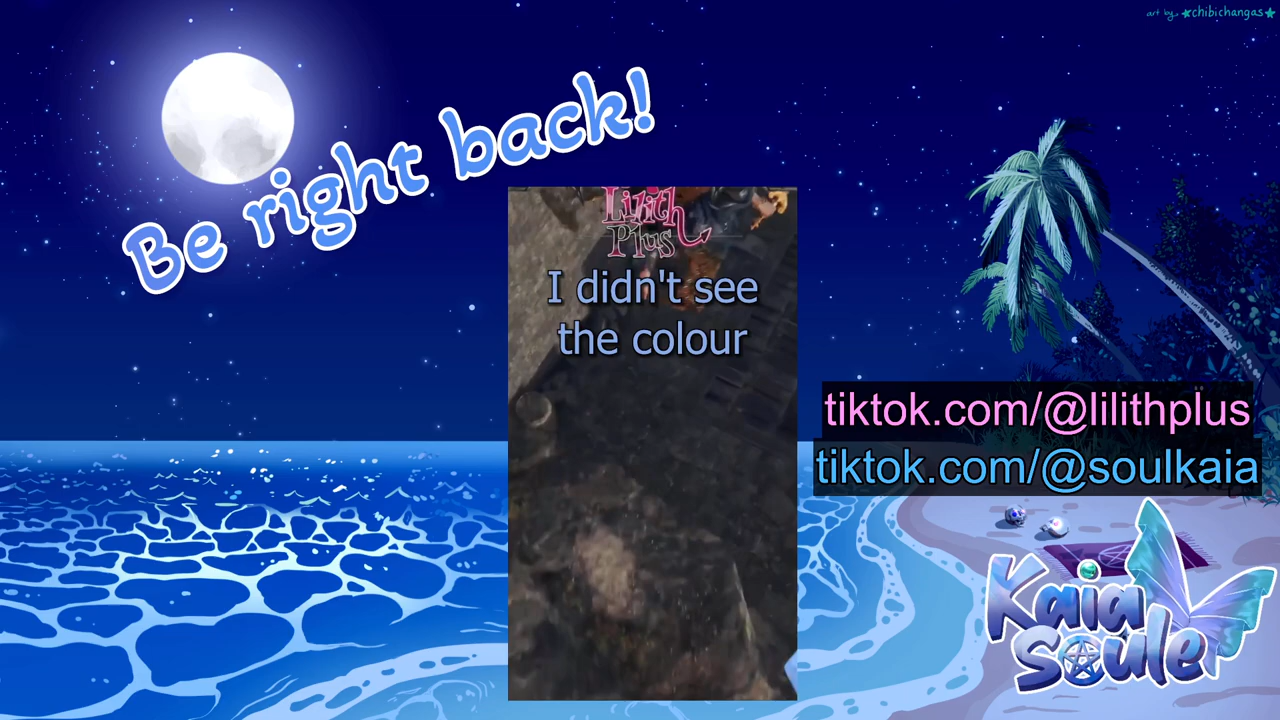 art by ★chibichangas★
Be right back!
Lilith
Plus
I didn't see
the colour
tiktok.com/@lilithplus
tiktok.com/@soulkaia
Kaia
Soule